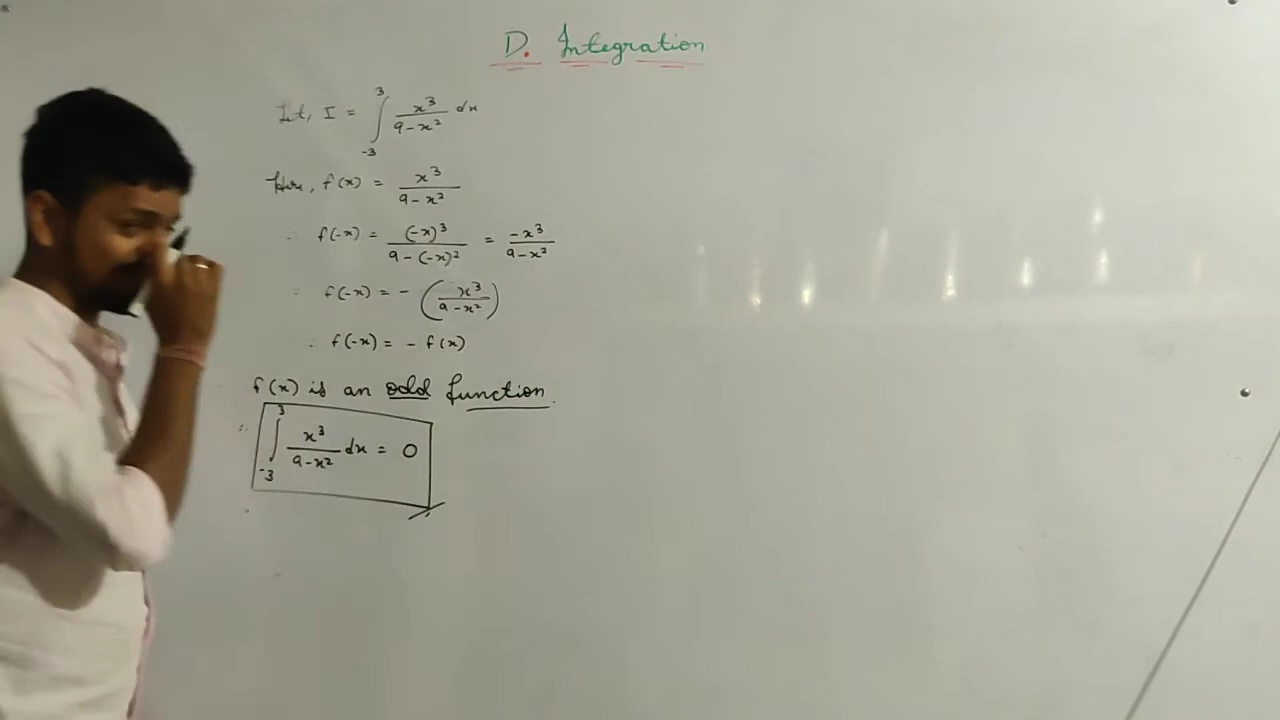 D. Integration
Let, I = ∫_{-3}^{3} x³/(9-x²) dx
Here, f(x) = x³/(9-x²)
∴ f(-x) = (-x)³/(9-(-x)²) = -x³/(9-x²)
∴ f(-x) = - (x³/(9-x²))
∴ f(-x) = - f(x)
f(x) is an odd function.
∴ ∫_{-3}^{3} x³/(9-x²) dx = 0